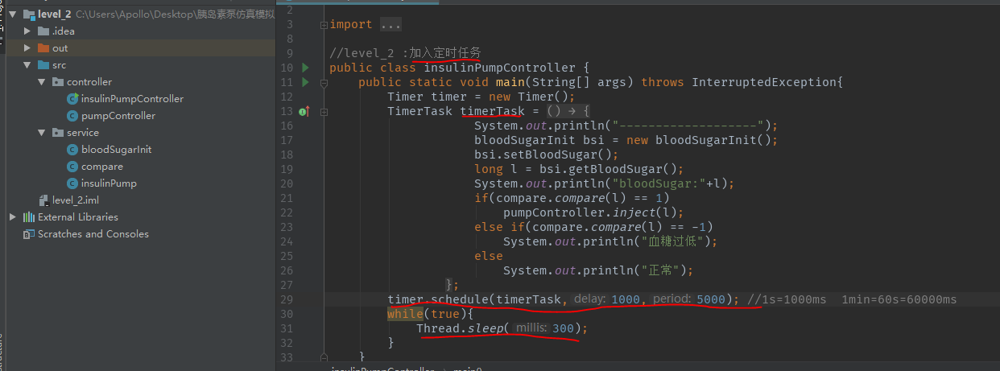 level_2 C:\Users\Apollo\Desktop\胰岛素泵仿真模拟
.idea
out
src
controller
insulinPumpController
pumpController
service
bloodSugarInit
compare
insulinPump
level_2.iml
External Libraries
Scratches and Consoles
2
3 import ...
8
9 //level_2 :加入定时任务
10 public class insulinPumpController {
11 public static void main(String[] args) throws InterruptedException{
12 Timer timer = new Timer();
13 TimerTask timerTask = () → {
16 System.out.println("-------------------");
17 bloodSugarInit bsi = new bloodSugarInit();
18 bsi.setBloodSugar();
19 long l = bsi.getBloodSugar();
20 System.out.println("bloodSugar:"+l);
21 if(compare.compare(l) == 1)
22 pumpController.inject(l);
23 else if(compare.compare(l) == -1)
24 System.out.println("血糖过低");
25 else
26 System.out.println("正常");
27 };
29 timer.schedule(timerTask, delay: 1000, period: 5000); //1s=1000ms 1min=60s=60000ms
30 while(true){
31 Thread.sleep( millis: 300);
32 }
33 }